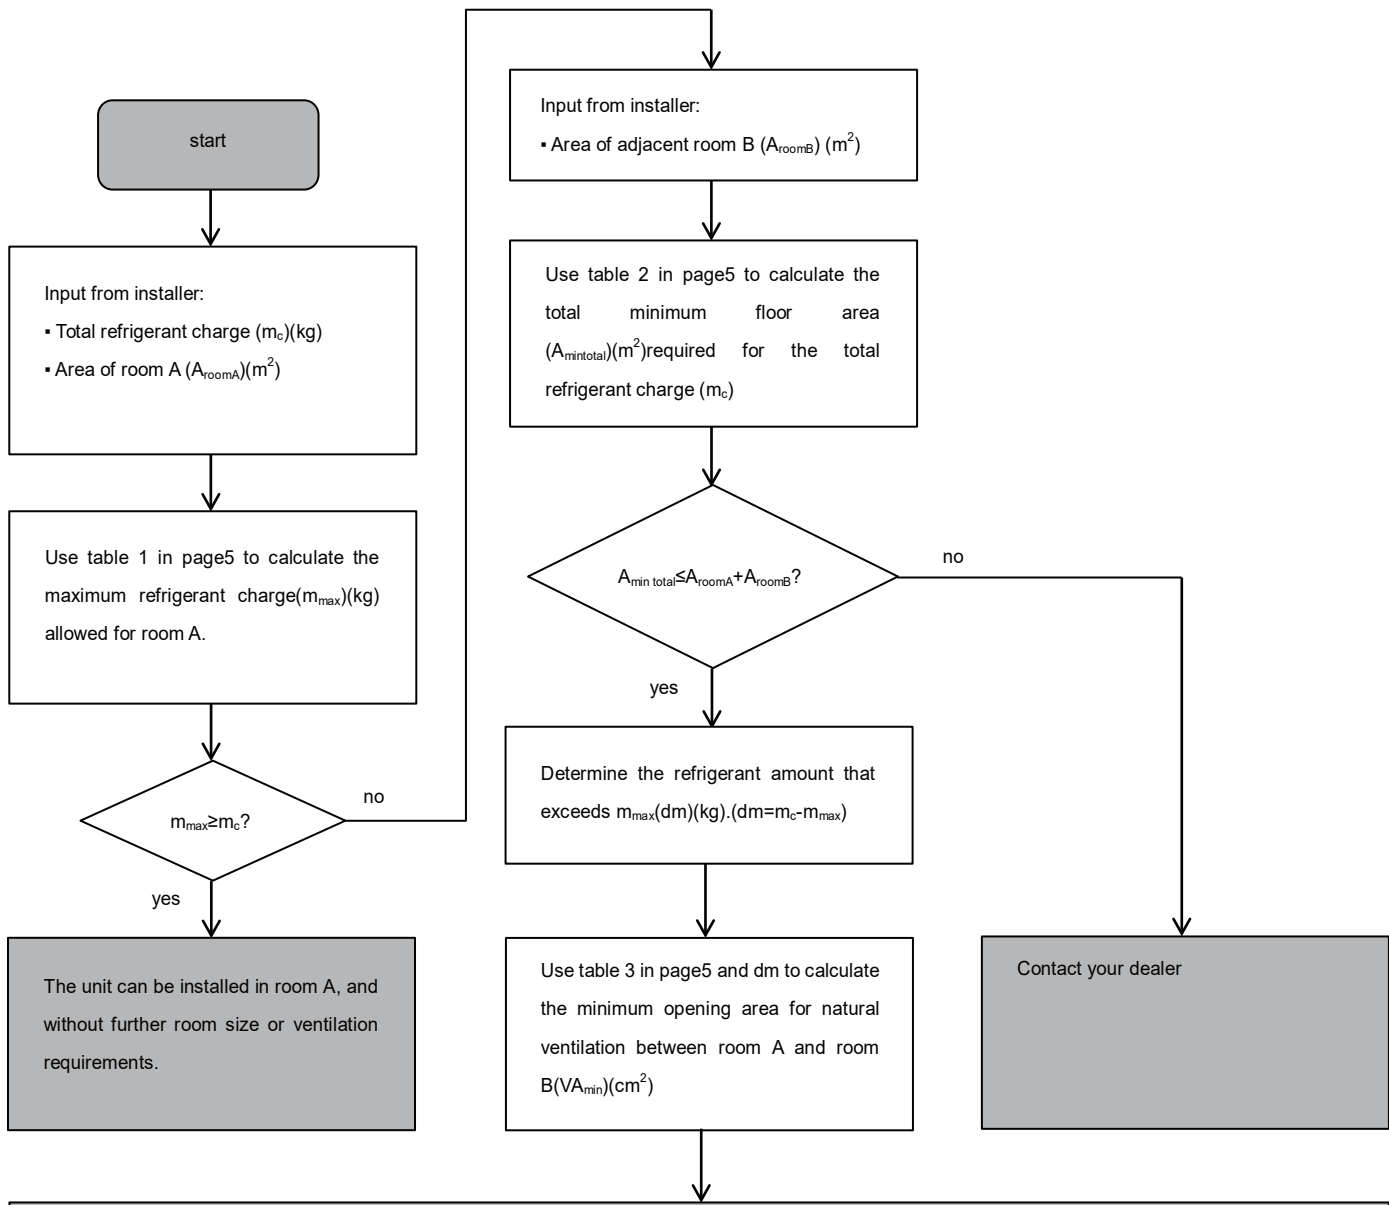 start
Input from installer:
▪ Total refrigerant charge (mc)(kg)
▪ Area of room A (AroomA)(m²)
Use table 1 in page5 to calculate the
maximum refrigerant charge(mmax)(kg)
allowed for room A.
mmax≥mc?
no
yes
The unit can be installed in room A, and
without further room size or ventilation
requirements.
Input from installer:
▪ Area of adjacent room B (AroomB) (m²)
Use table 2 in page5 to calculate the
total minimum floor area
(Amintotal)(m²)required for the total
refrigerant charge (mc)
Amin total≤AroomA+AroomB?
no
yes
Determine the refrigerant amount that
exceeds mmax(dm)(kg).(dm=mc-mmax)
Use table 3 in page5 and dm to calculate
the minimum opening area for natural
ventilation between room A and room
B(VAmin)(cm²)
Contact your dealer